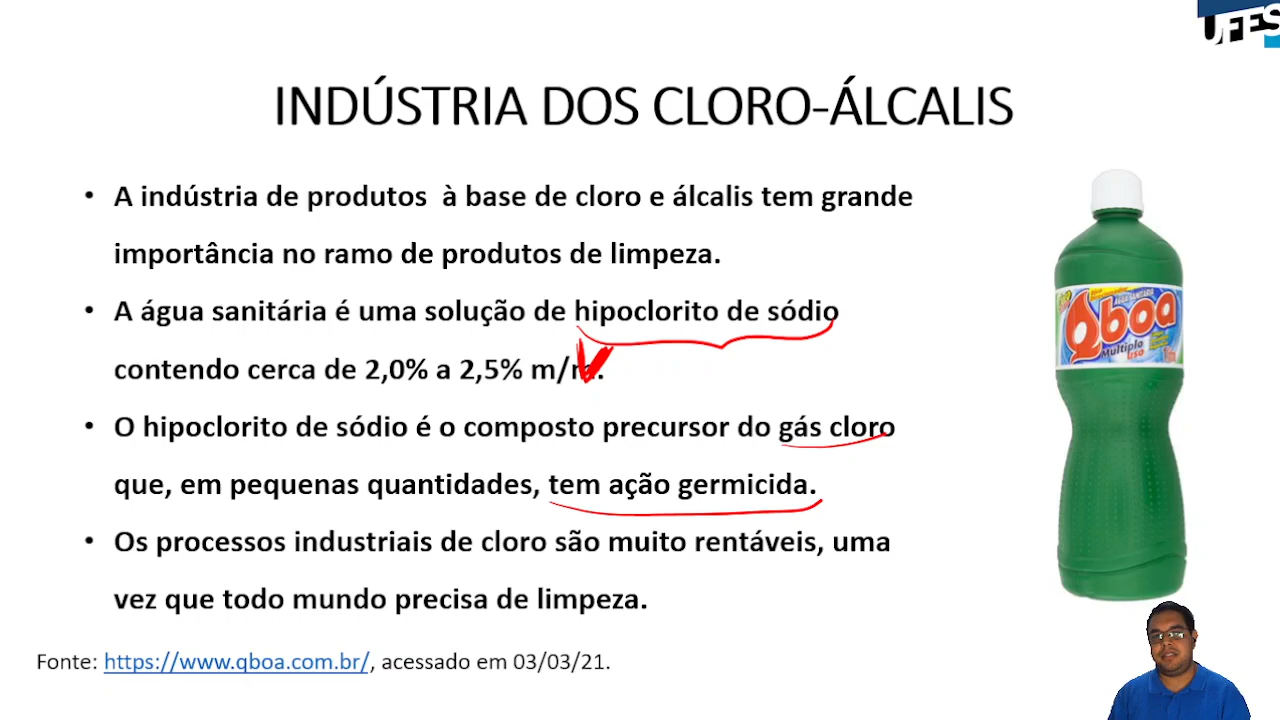 UFES
INDÚSTRIA DOS CLORO-ÁLCALIS
• A indústria de produtos à base de cloro e álcalis tem grande
importância no ramo de produtos de limpeza.
• A água sanitária é uma solução de hipoclorito de sódio
contendo cerca de 2,0% a 2,5% m/m.
• O hipoclorito de sódio é o composto precursor do gás cloro
que, em pequenas quantidades, tem ação germicida.
• Os processos industriais de cloro são muito rentáveis, uma
vez que todo mundo precisa de limpeza.
Fonte: https://www.qboa.com.br/, acessado em 03/03/21.
ÁGUA SANITÁRIA
Qboa
Multiplo
uso